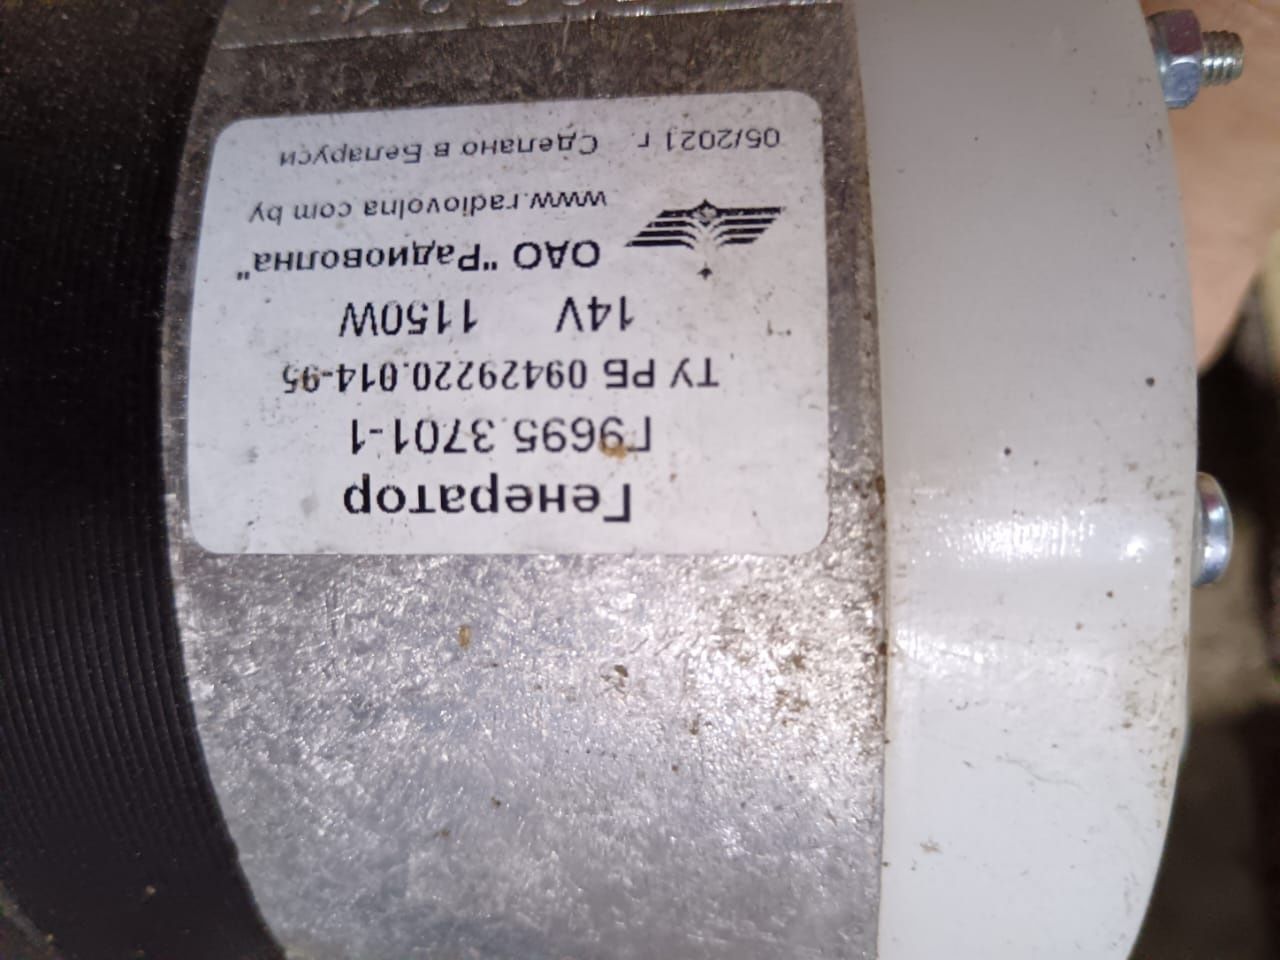 Генератор
Г9695.3701-1
ТУ РБ 09429220.014-95
14V 1150W
ОАО "Радиоволна"
www.radiovolna com by
05/2021 г. Сделано в Беларуси